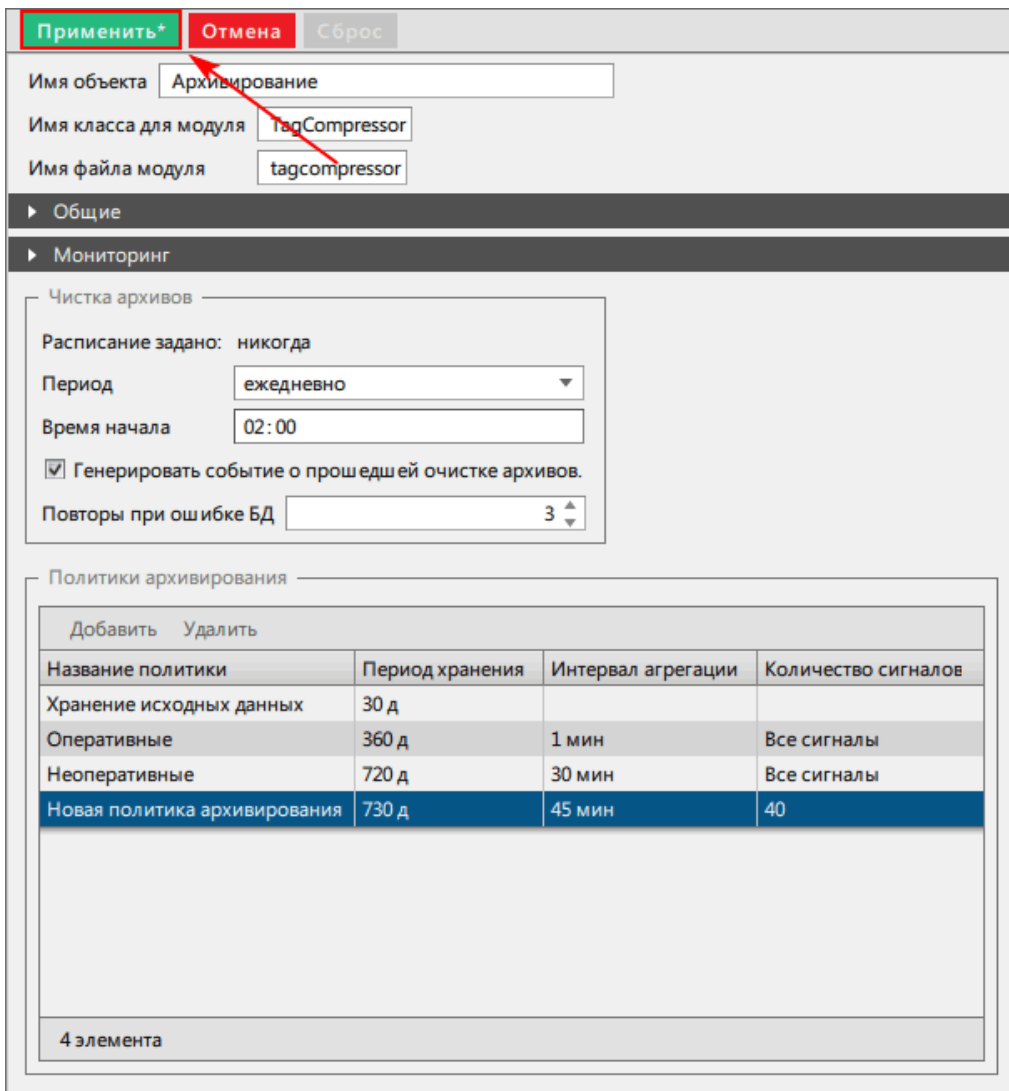 Применить* Отмена Сброс
Имя объекта Архивирование
Имя класса для модуля TagCompressor
Имя файла модуля tagcompressor
Общие
Мониторинг
Чистка архивов
Расписание задано: никогда
Период ежедневно
Время начала 02:00
Генерировать событие о прошедшей очистке архивов.
Повторы при ошибке БД 3
Политики архивирования
Добавить Удалить
Название политики Период хранения Интервал агрегации Количество сигналов
Хранение исходных данных 30 д
Оперативные 360 д 1 мин Все сигналы
Неоперативные 720 д 30 мин Все сигналы
Новая политика архивирования 730 д 45 мин 40
4 элемента